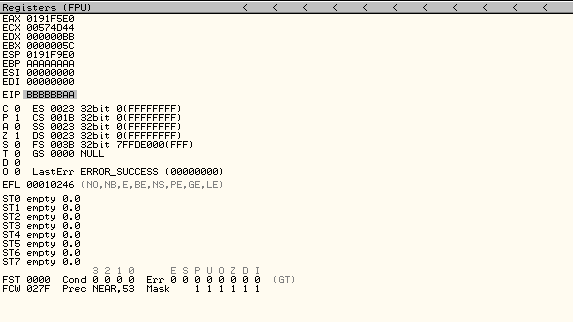 Registers (FPU) < < < < < < < < <
EAX 0191F5E0
ECX 00574D44
EDX 000000BB
EBX 0000005C
ESP 0191F9E0
EBP AAAAAAAA
ESI 00000000
EDI 00000000
EIP BBBBBBAA
C 0 ES 0023 32bit 0(FFFFFFFF)
P 1 CS 001B 32bit 0(FFFFFFFF)
A 0 SS 0023 32bit 0(FFFFFFFF)
Z 1 DS 0023 32bit 0(FFFFFFFF)
S 0 FS 003B 32bit 7FFDE000(FFF)
T 0 GS 0000 NULL
D 0
O 0 LastErr ERROR_SUCCESS (00000000)
EFL 00010246 (NO,NB,E,BE,NS,PE,GE,LE)
ST0 empty 0.0
ST1 empty 0.0
ST2 empty 0.0
ST3 empty 0.0
ST4 empty 0.0
ST5 empty 0.0
ST6 empty 0.0
ST7 empty 0.0
3 2 1 0 E S P U O Z D I
FST 0000 Cond 0 0 0 0 Err 0 0 0 0 0 0 0 0 (GT)
FCW 027F Prec NEAR,53 Mask 1 1 1 1 1 1